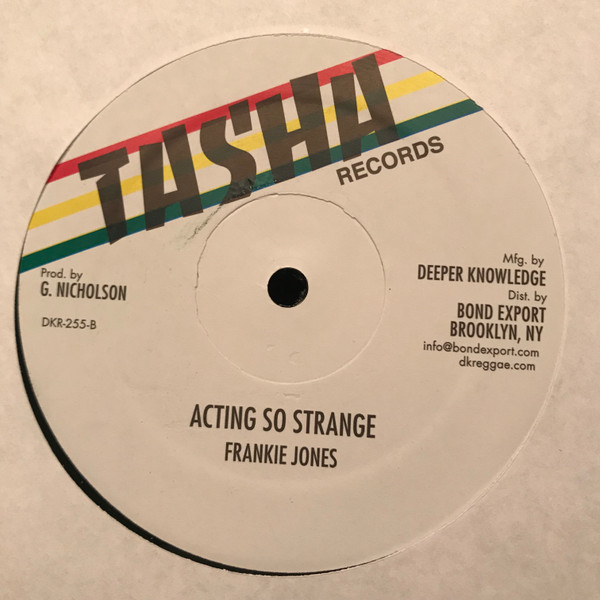 TASHA
RECORDS
Prod. by
G. NICHOLSON
DKR-255-B
Mfg. by
DEEPER KNOWLEDGE
Dist. by
BOND EXPORT
BROOKLYN, NY
info@bondexport.com
dkreggae.com
ACTING SO STRANGE
FRANKIE JONES